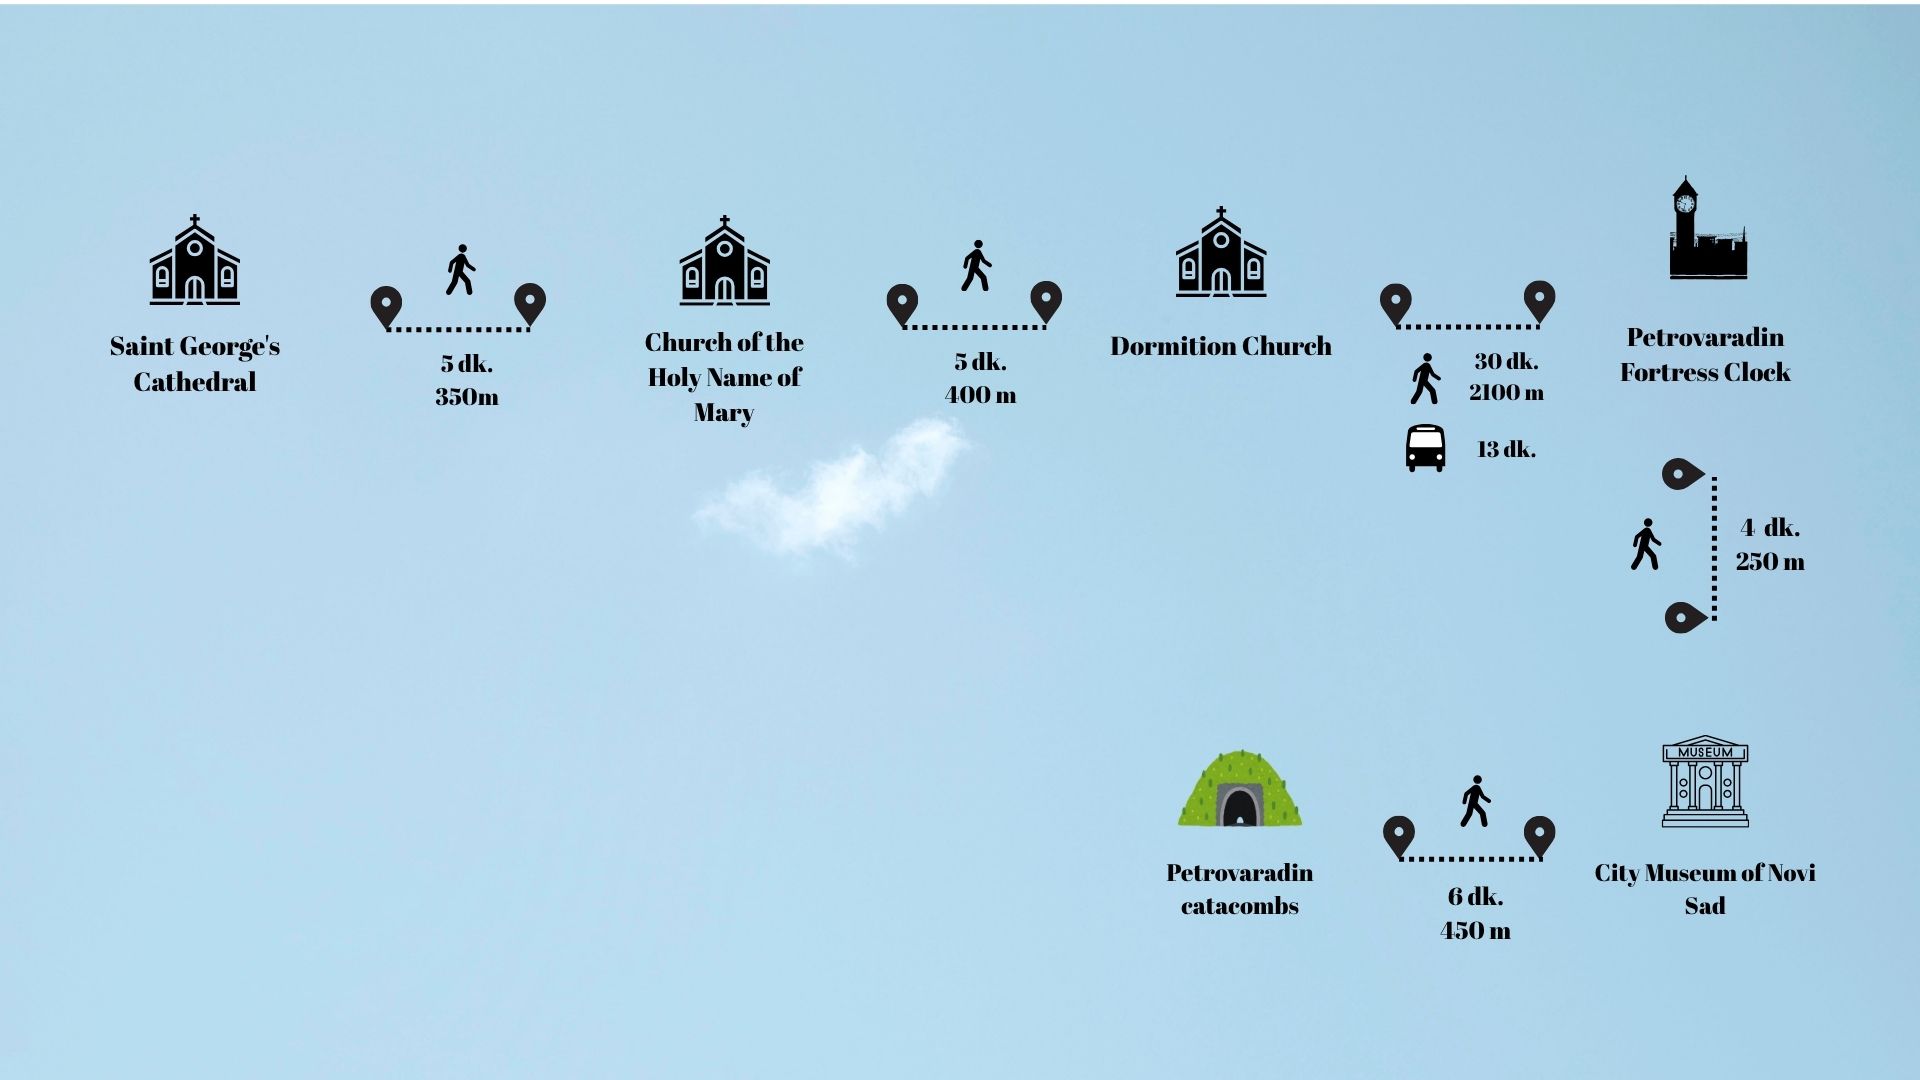 Saint George's
Cathedral
5 dk.
350m
Church of the
Holy Name of
Mary
5 dk.
400 m
Dormition Church
30 dk.
2100 m
13 dk.
Petrovaradin
Fortress Clock
4 dk.
250 m
MUSEUM
City Museum of Novi
Sad
6 dk.
450 m
Petrovaradin
catacombs